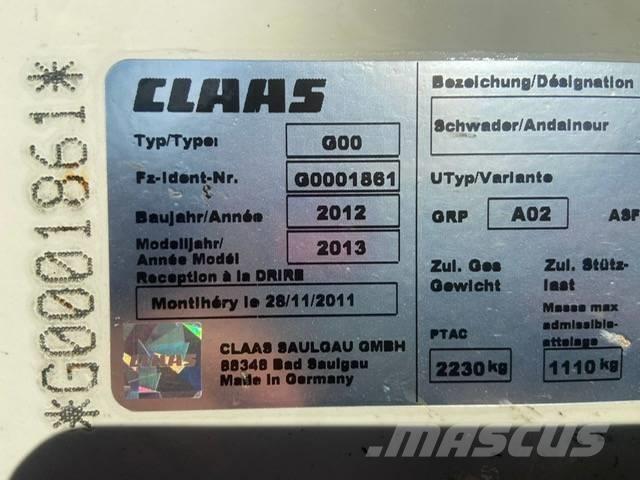 *G0001861*
CLAAS
Typ/Type: G00
Fz-Ident-Nr. G0001861
Baujahr/Année 2012
Modelljahr/
Année Modèl 2013
Reception à la DRIRE
Montlhéry le 28/11/2011
CLAAS
CLAAS SAULGAU GMBH
88348 Bad Saulgau
Made in Germany
Bezeichung/Désignation
Schwader/Andaineur
UTyp/Variante
GRP A02 ASF
Zul. Ges
Gewicht
Zul. Stütz-
last
Masse max
admissible-
attelage
PTAC
2230 kg
1110 kg
MASCUS